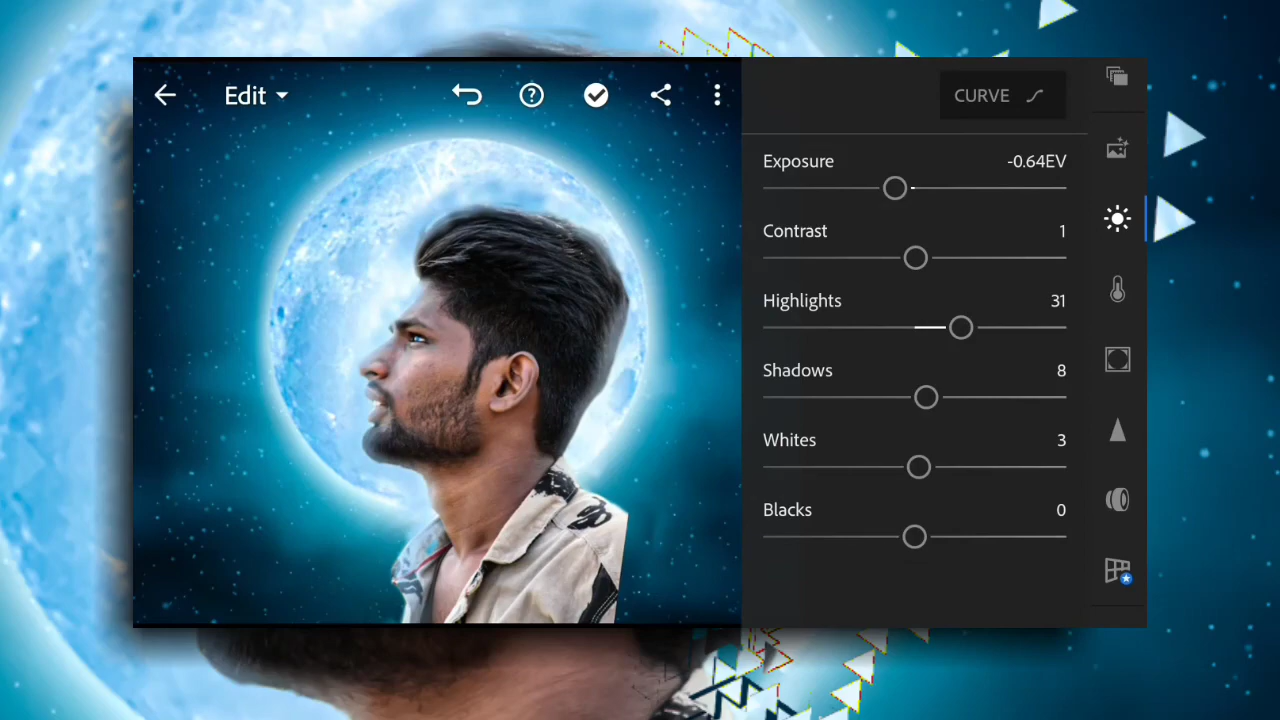 Edit
CURVE
Exposure -0.64EV
Contrast 1
Highlights 31
Shadows 8
Whites 3
Blacks 0